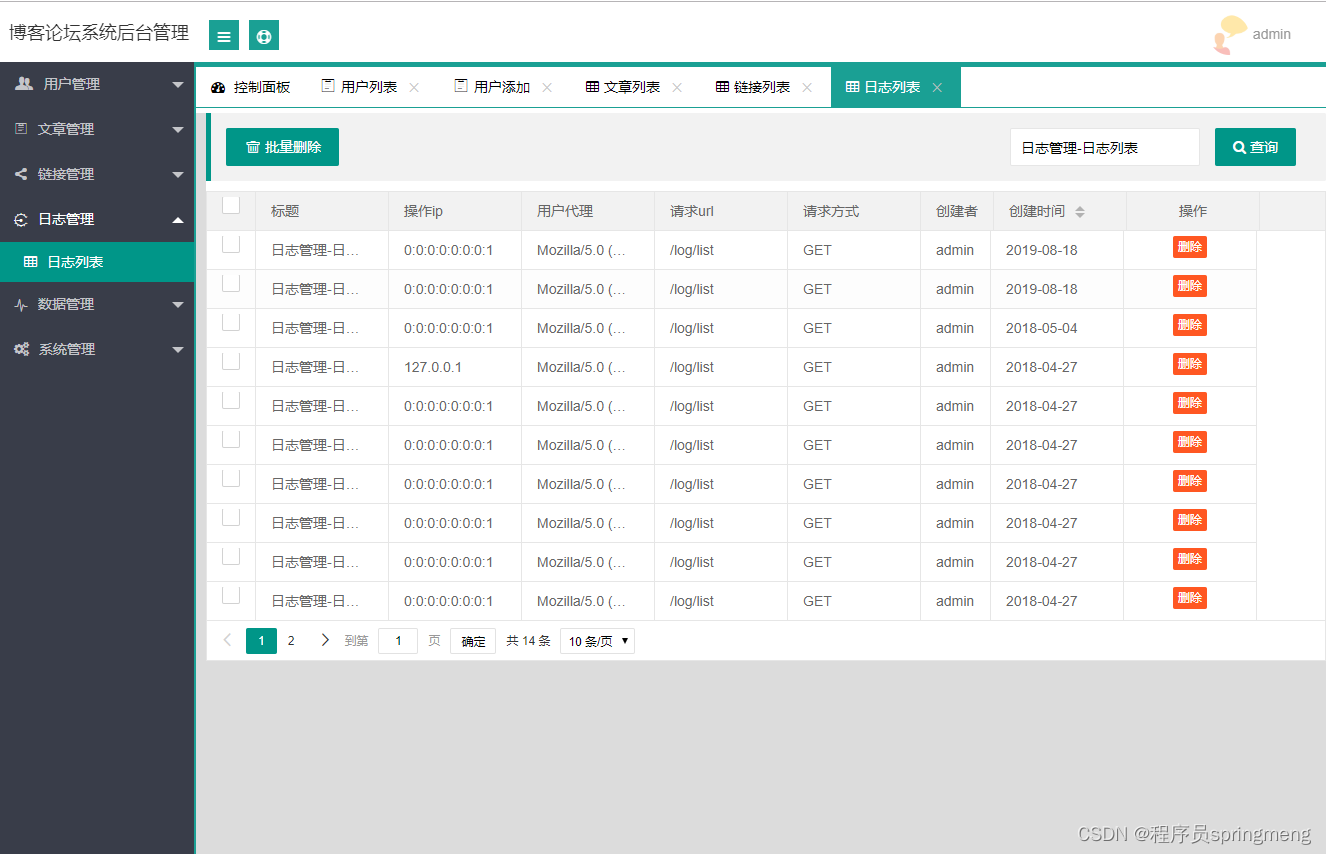 博客论坛系统后台管理
admin
用户管理
文章管理
链接管理
日志管理
日志列表
数据管理
系统管理
控制面板 用户列表 用户添加 文章列表 链接列表 日志列表
批量删除 日志管理-日志列表 查询
标题 操作ip 用户代理 请求url 请求方式 创建者 创建时间 操作
日志管理-日... 0:0:0:0:0:0:0:1 Mozilla/5.0 (... /log/list GET admin 2019-08-18 删除
日志管理-日... 0:0:0:0:0:0:0:1 Mozilla/5.0 (... /log/list GET admin 2019-08-18 删除
日志管理-日... 0:0:0:0:0:0:0:1 Mozilla/5.0 (... /log/list GET admin 2018-05-04 删除
日志管理-日... 127.0.0.1 Mozilla/5.0 (... /log/list GET admin 2018-04-27 删除
日志管理-日... 0:0:0:0:0:0:0:1 Mozilla/5.0 (... /log/list GET admin 2018-04-27 删除
日志管理-日... 0:0:0:0:0:0:0:1 Mozilla/5.0 (... /log/list GET admin 2018-04-27 删除
日志管理-日... 0:0:0:0:0:0:0:1 Mozilla/5.0 (... /log/list GET admin 2018-04-27 删除
日志管理-日... 0:0:0:0:0:0:0:1 Mozilla/5.0 (... /log/list GET admin 2018-04-27 删除
日志管理-日... 0:0:0:0:0:0:0:1 Mozilla/5.0 (... /log/list GET admin 2018-04-27 删除
日志管理-日... 0:0:0:0:0:0:0:1 Mozilla/5.0 (... /log/list GET admin 2018-04-27 删除
1 2 到第 1 页 确定 共 14 条 10 条/页
CSDN @程序员springmeng